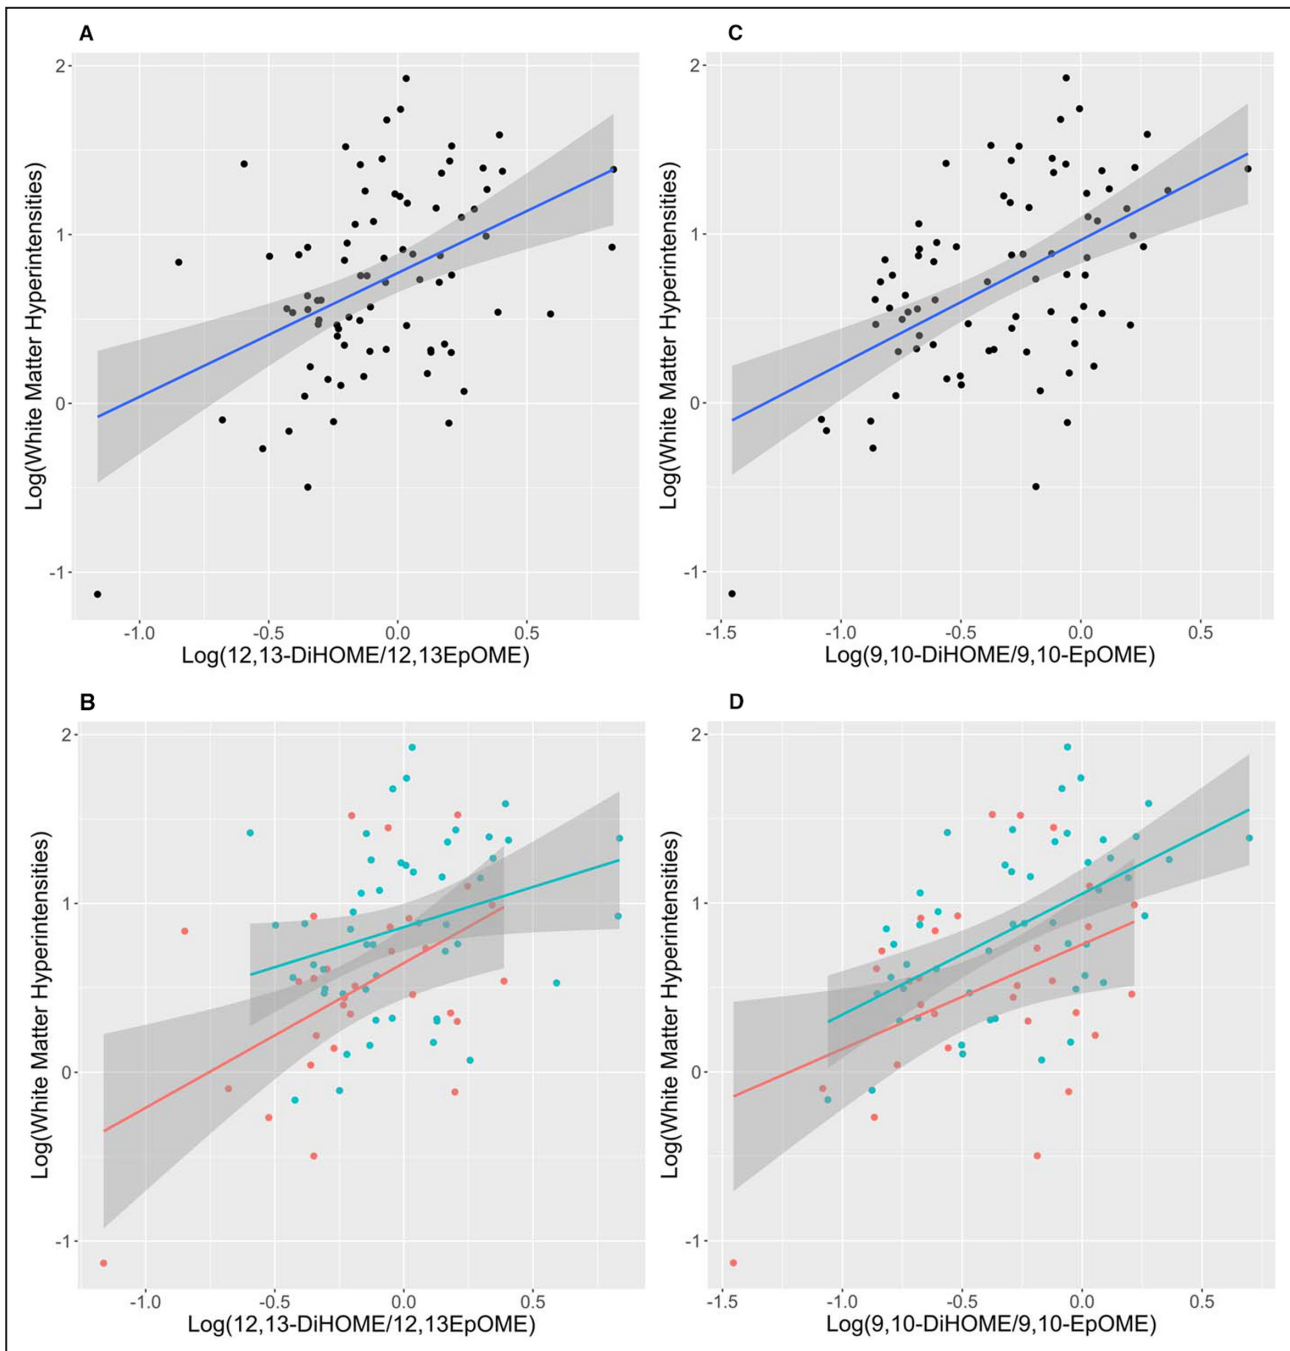 A
2
1
0
-1
Log(White Matter Hyperintensities)
-1.0 -0.5 0.0 0.5
Log(12,13-DiHOME/12,13EpOME)
C
2
1
0
-1
Log(White Matter Hyperintensities)
-1.5 -1.0 -0.5 0.0 0.5
Log(9,10-DiHOME/9,10-EpOME)
B
2
1
0
-1
Log(White Matter Hyperintensities)
-1.0 -0.5 0.0 0.5
Log(12,13-DiHOME/12,13EpOME)
D
2
1
0
-1
Log(White Matter Hyperintensities)
-1.5 -1.0 -0.5 0.0 0.5
Log(9,10-DiHOME/9,10-EpOME)